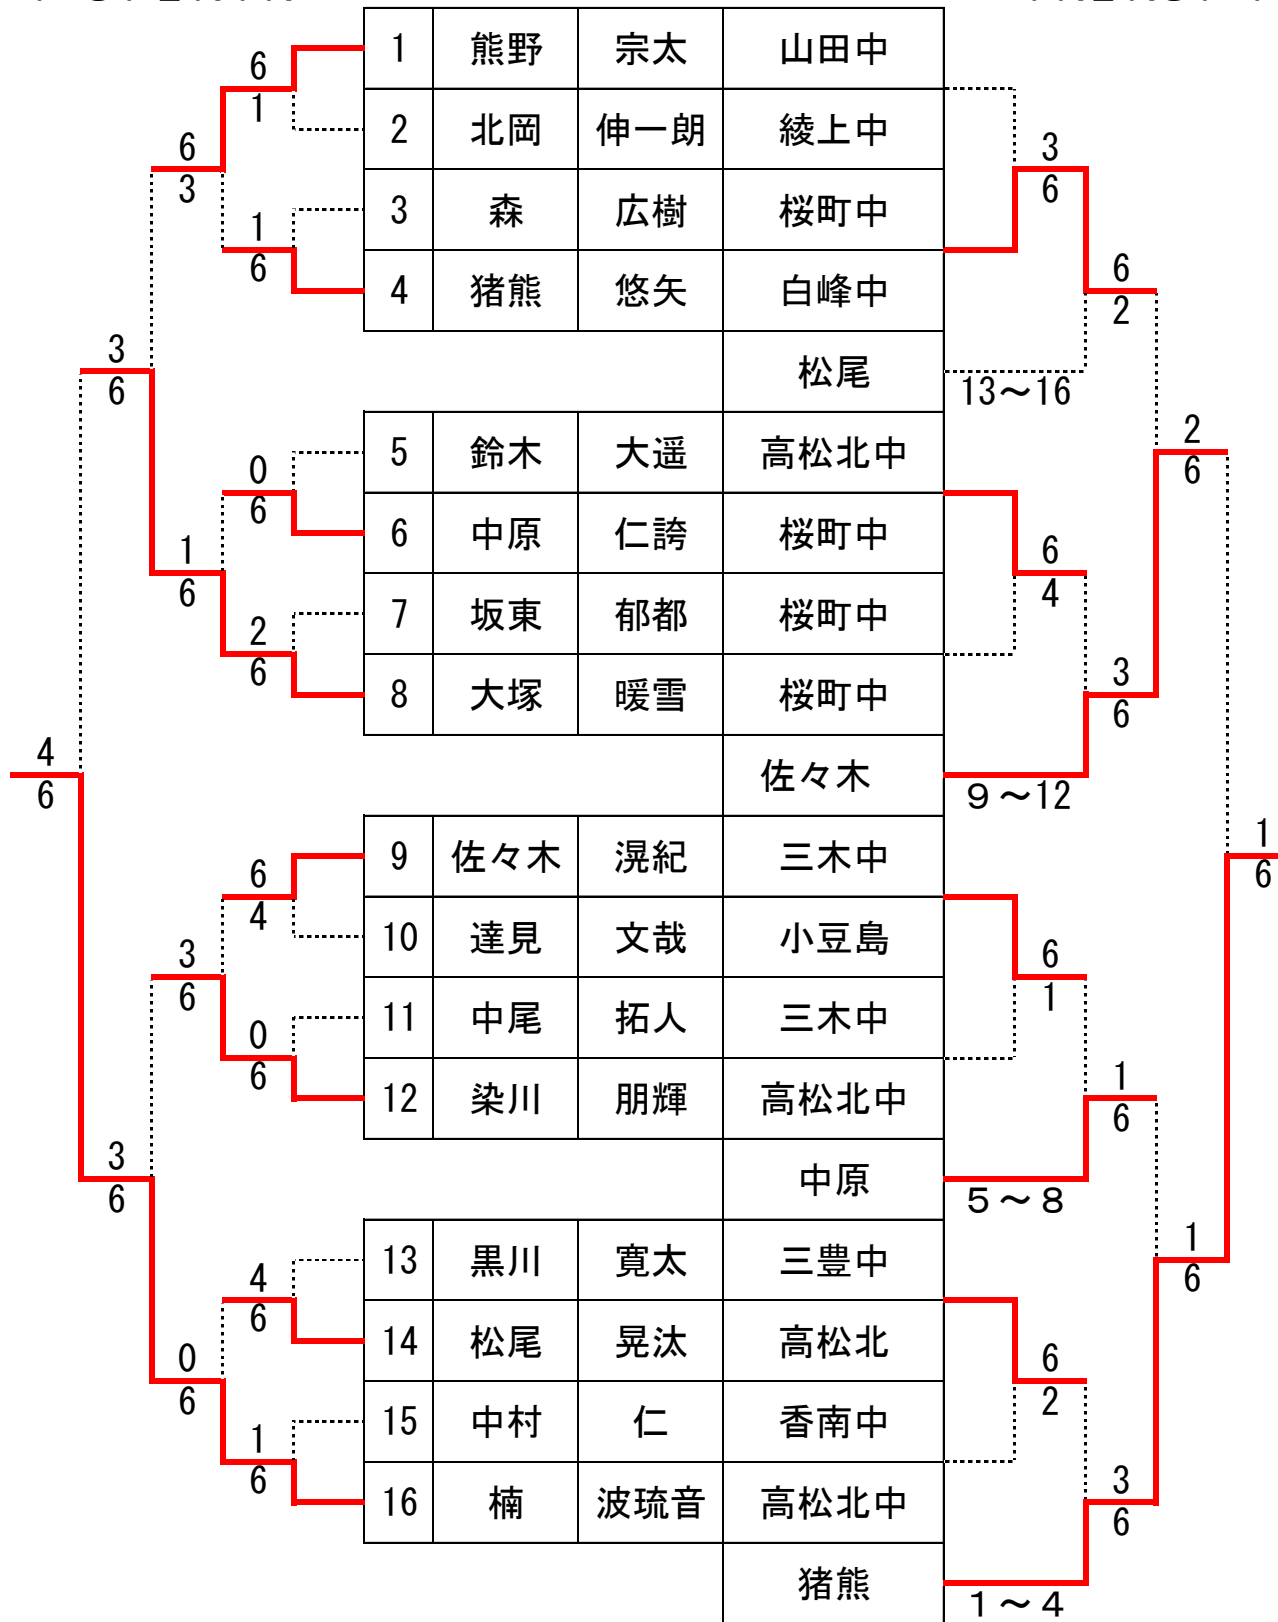 1 熊野 宗太 山田中
6
1
2 北岡 伸一朗 綾上中
6
3
3
6
3 森 広樹 桜町中
1
6
4 猪熊 悠矢 白峰中
6
2
3
6
松尾 13～16
5 鈴木 大遥 高松北中
2
6
0
6
6 中原 仁誇 桜町中
1
6
6
4
7 坂東 郁都 桜町中
2
6
8 大塚 暖雪 桜町中
3
6
4
6
佐々木 9～12
9 佐々木 滉紀 三木中
1
6
6
4
10 達見 文哉 小豆島
3
6
6
1
11 中尾 拓人 三木中
0
6
12 染川 朋輝 高松北中
1
6
3
6
中原 5～8
13 黒川 寛太 三豊中
1
6
4
6
14 松尾 晃汰 高松北
0
6
6
2
15 中村 仁 香南中
1
6
16 楠 波琉音 高松北中
3
6
猪熊 1～4